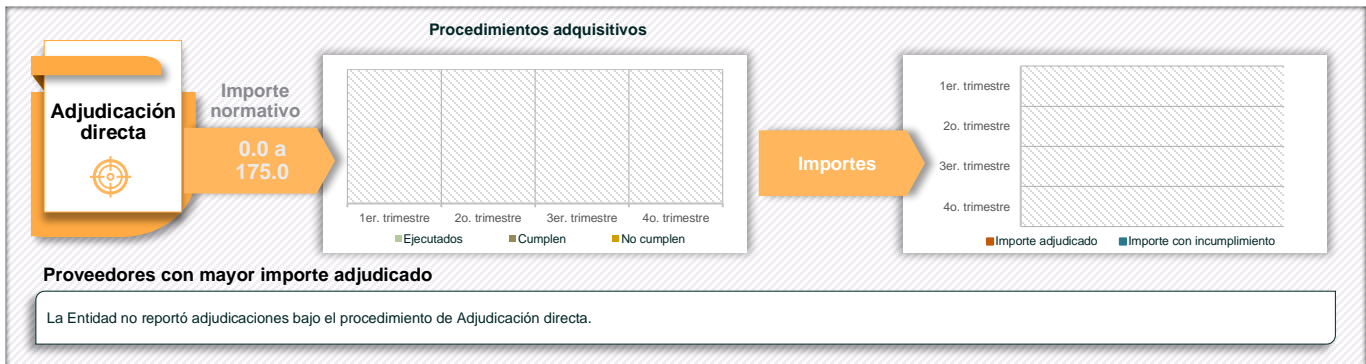 Procedimientos adquisitivos
Adjudicación
directa
Importe
normativo
0.0 a
175.0
1er. trimestre
2o. trimestre
3er. trimestre
4o. trimestre
Ejecutados
Cumplen
No cumplen
Importes
1er. trimestre
2o. trimestre
3er. trimestre
4o. trimestre
Importe adjudicado
Importe con incumplimiento
Proveedores con mayor importe adjudicado
La Entidad no reportó adjudicaciones bajo el procedimiento de Adjudicación directa.